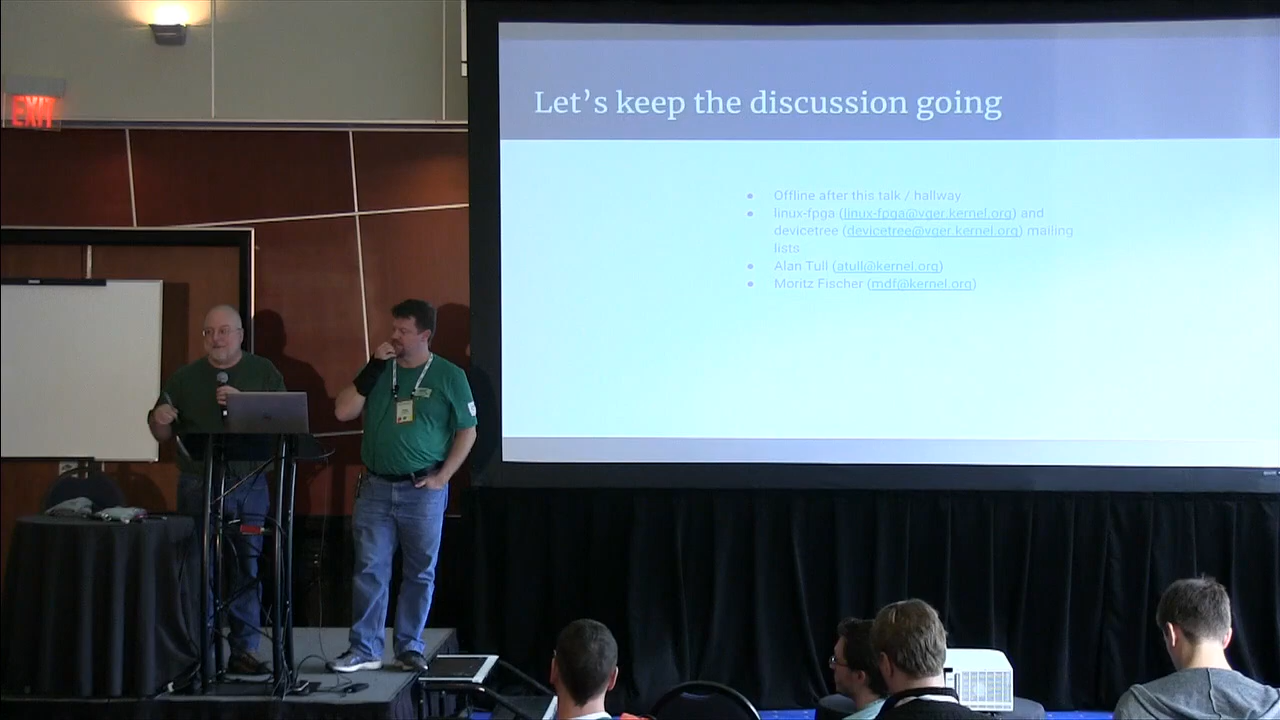 EXIT
Let's keep the discussion going
• Offline after this talk / hallway
• linux-fpga (linux-fpga@vger.kernel.org) and
devicetree (devicetree@vger.kernel.org) mailing
lists
• Alan Tull (atull@kernel.org)
• Moritz Fischer (mdf@kernel.org)